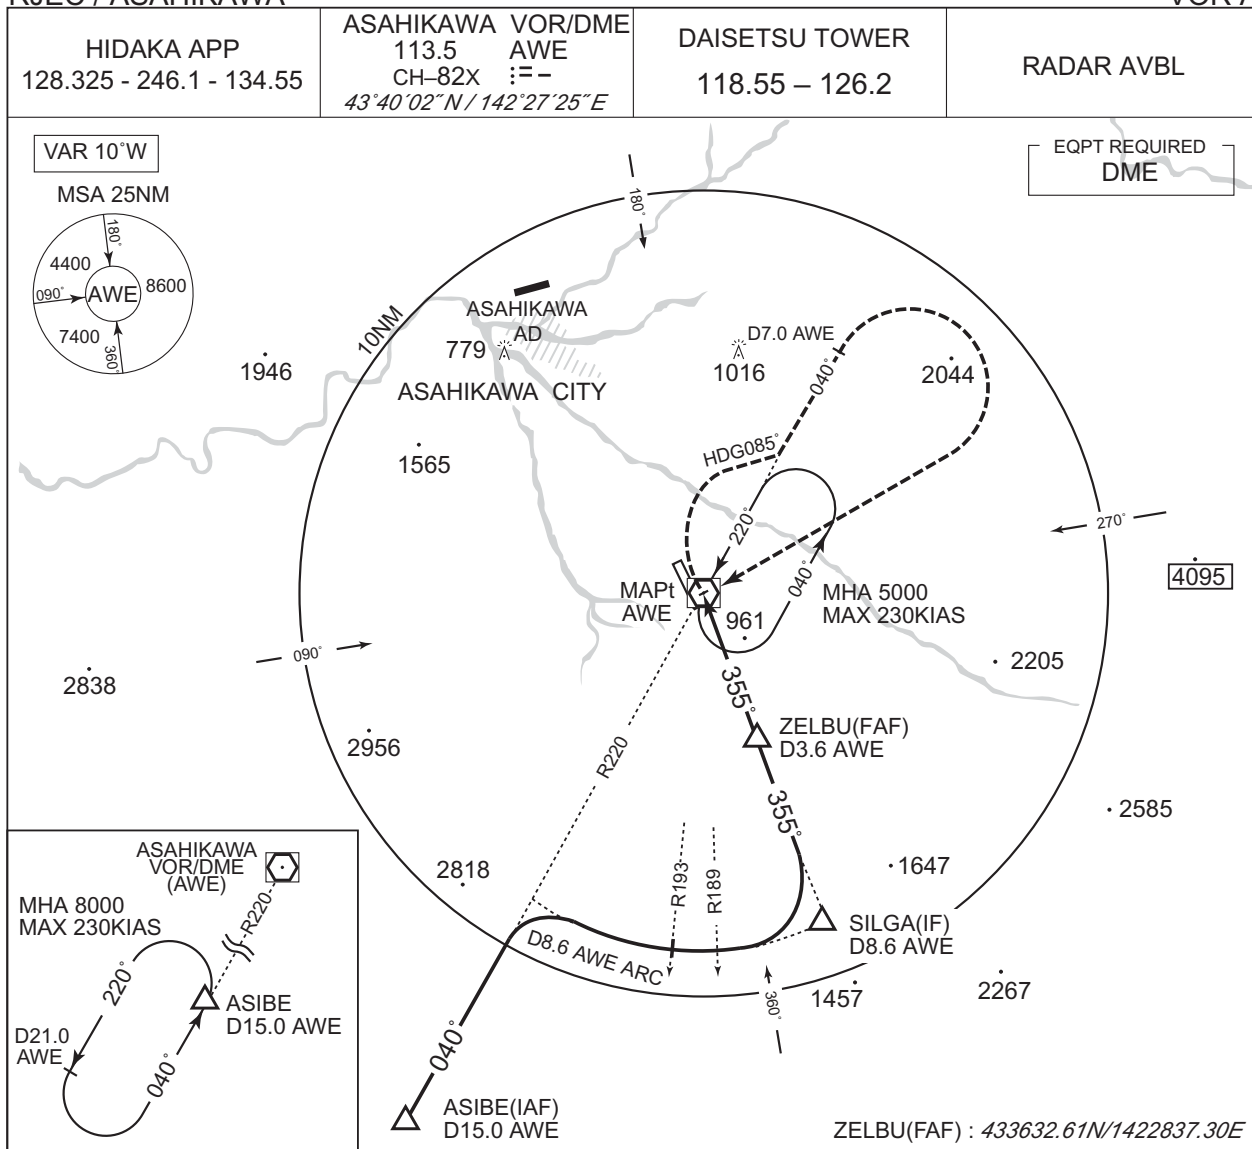 RJEC / ASAHIKAWA
VOR A
HIDAKA APP
128.325 - 246.1 - 134.55
ASAHIKAWA VOR/DME
113.5 AWE
CH–82X
43°40′02″N / 142°27′25″E
DAISETSU TOWER
118.55 – 126.2
RADAR AVBL
VAR 10°W
EQPT REQUIRED
DME
MSA 25NM
180°
4400
8600
090°
AWE
7400
360°
180°
10NM
ASAHIKAWA
AD
779
ASAHIKAWA CITY
1946
1565
D7.0 AWE
1016
040°
2044
HDG085°
220°
040°
270°
4095
MAPt
AWE
961
MHA 5000
MAX 230KIAS
090°
2838
2205
355°
2956
ZELBU(FAF)
D3.6 AWE
R220
355°
2585
2818
R193
R189
1647
SILGA(IF)
D8.6 AWE
D8.6 AWE ARC
360°
1457
2267
040°
ASIBE(IAF)
D15.0 AWE
ASAHIKAWA
VOR/DME
(AWE)
MHA 8000
MAX 230KIAS
R220
220°
ASIBE
D15.0 AWE
D21.0
AWE
040°
ZELBU(FAF) : 433632.61N/1422837.30E